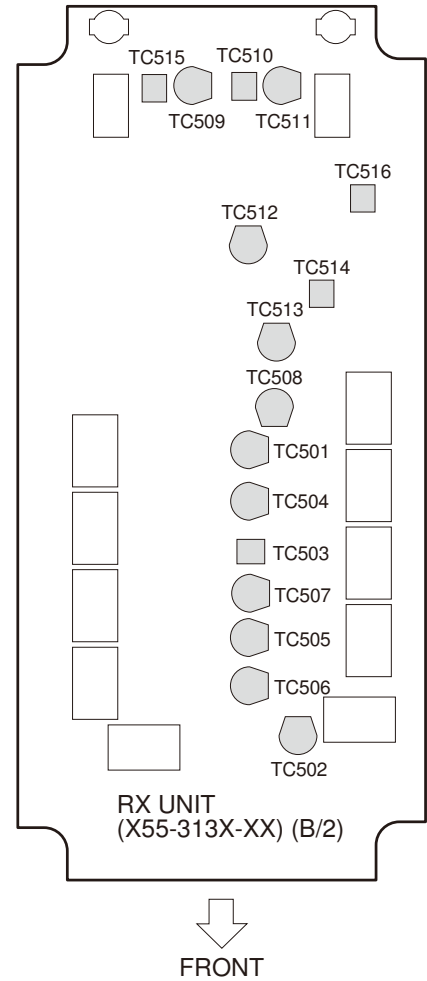 TC515
TC510
TC509
TC511
TC516
TC512
TC514
TC513
TC508
TC501
TC504
TC503
TC507
TC505
TC506
TC502
RX UNIT
(X55-313X-XX) (B/2)
FRONT